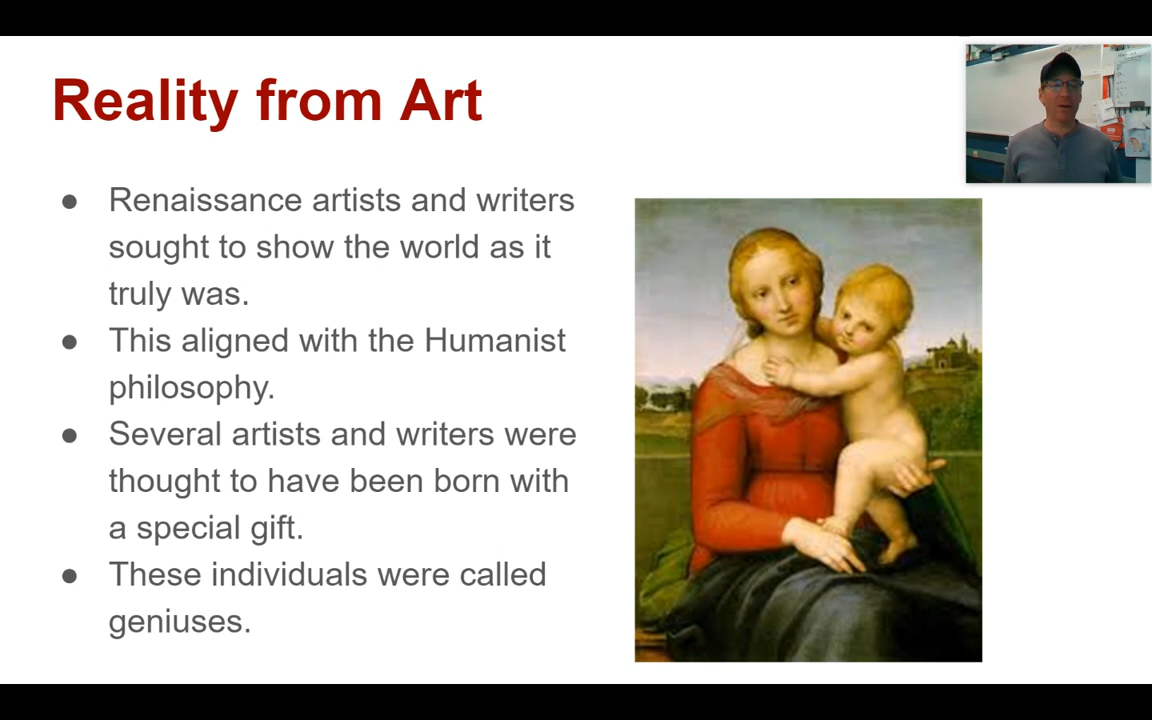 Reality from Art
● Renaissance artists and writers
sought to show the world as it
truly was.
● This aligned with the Humanist
philosophy.
● Several artists and writers were
thought to have been born with
a special gift.
● These individuals were called
geniuses.